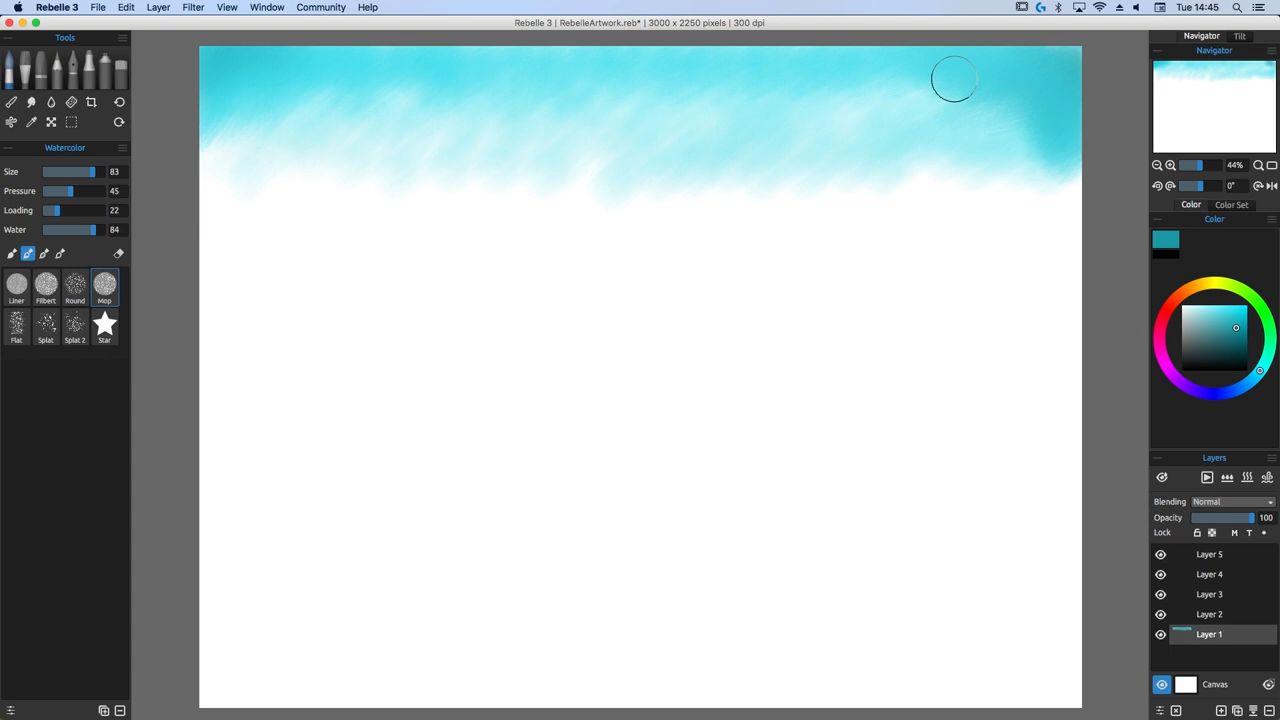 Rebelle 3 File Edit Layer Filter View Window Community Help Tue 14:45
Rebelle 3 | RebelleArtwork.reb* | 3000 x 2250 pixels | 300 dpi
Tools
Watercolor
Size 83
Pressure 45
Loading 22
Water 84
Liner Filbert Round Mop
Flat Splat Splat 2 Star
Navigator Tilt
Navigator
44%
0°
Color Color Set
Color
Layers
Blending Normal
Opacity 100
Lock M T
Layer 5
Layer 4
Layer 3
Layer 2
Layer 1
Canvas